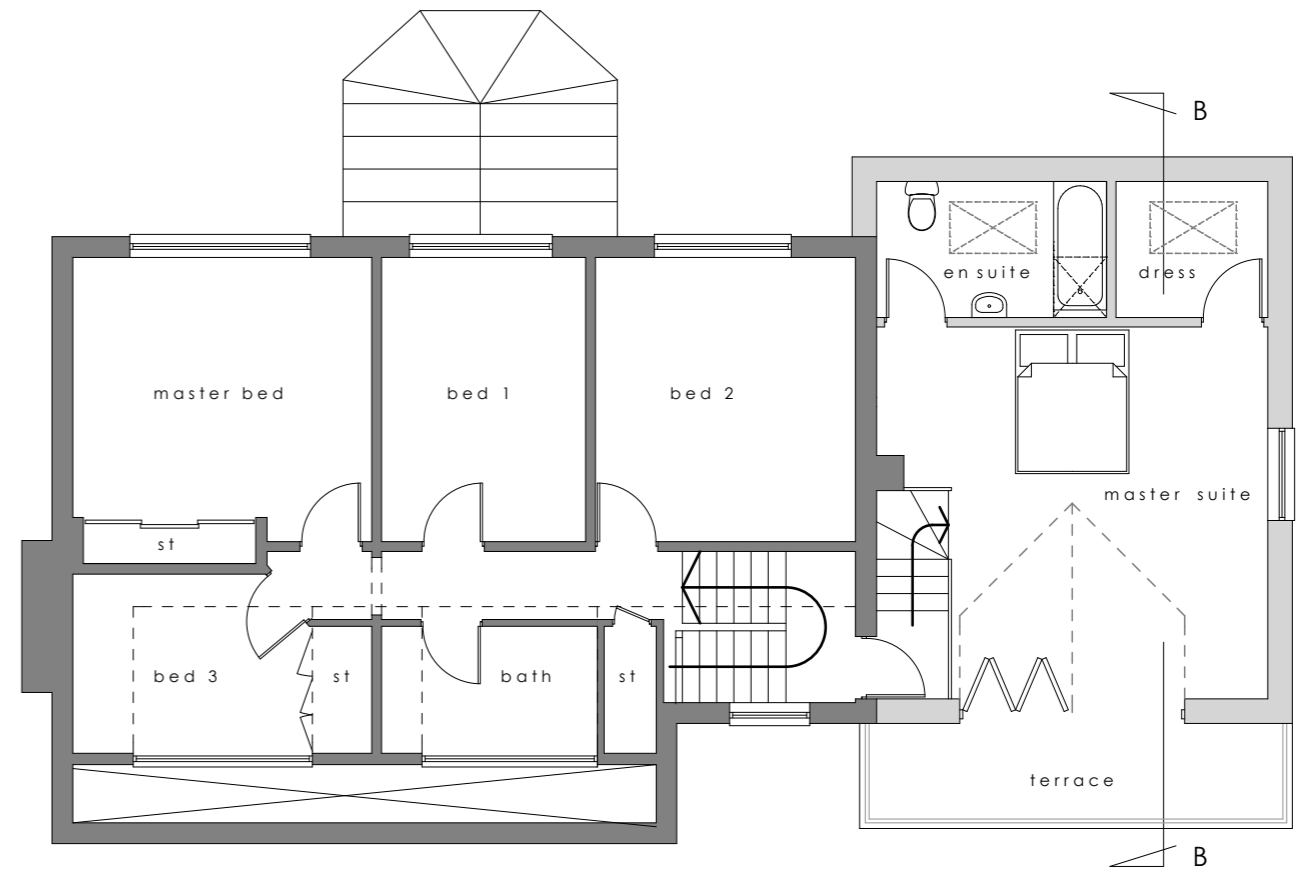 B
en suite
dress
master bed
bed 1
bed 2
master suite
st
bed 3
st
bath
st
terrace
B